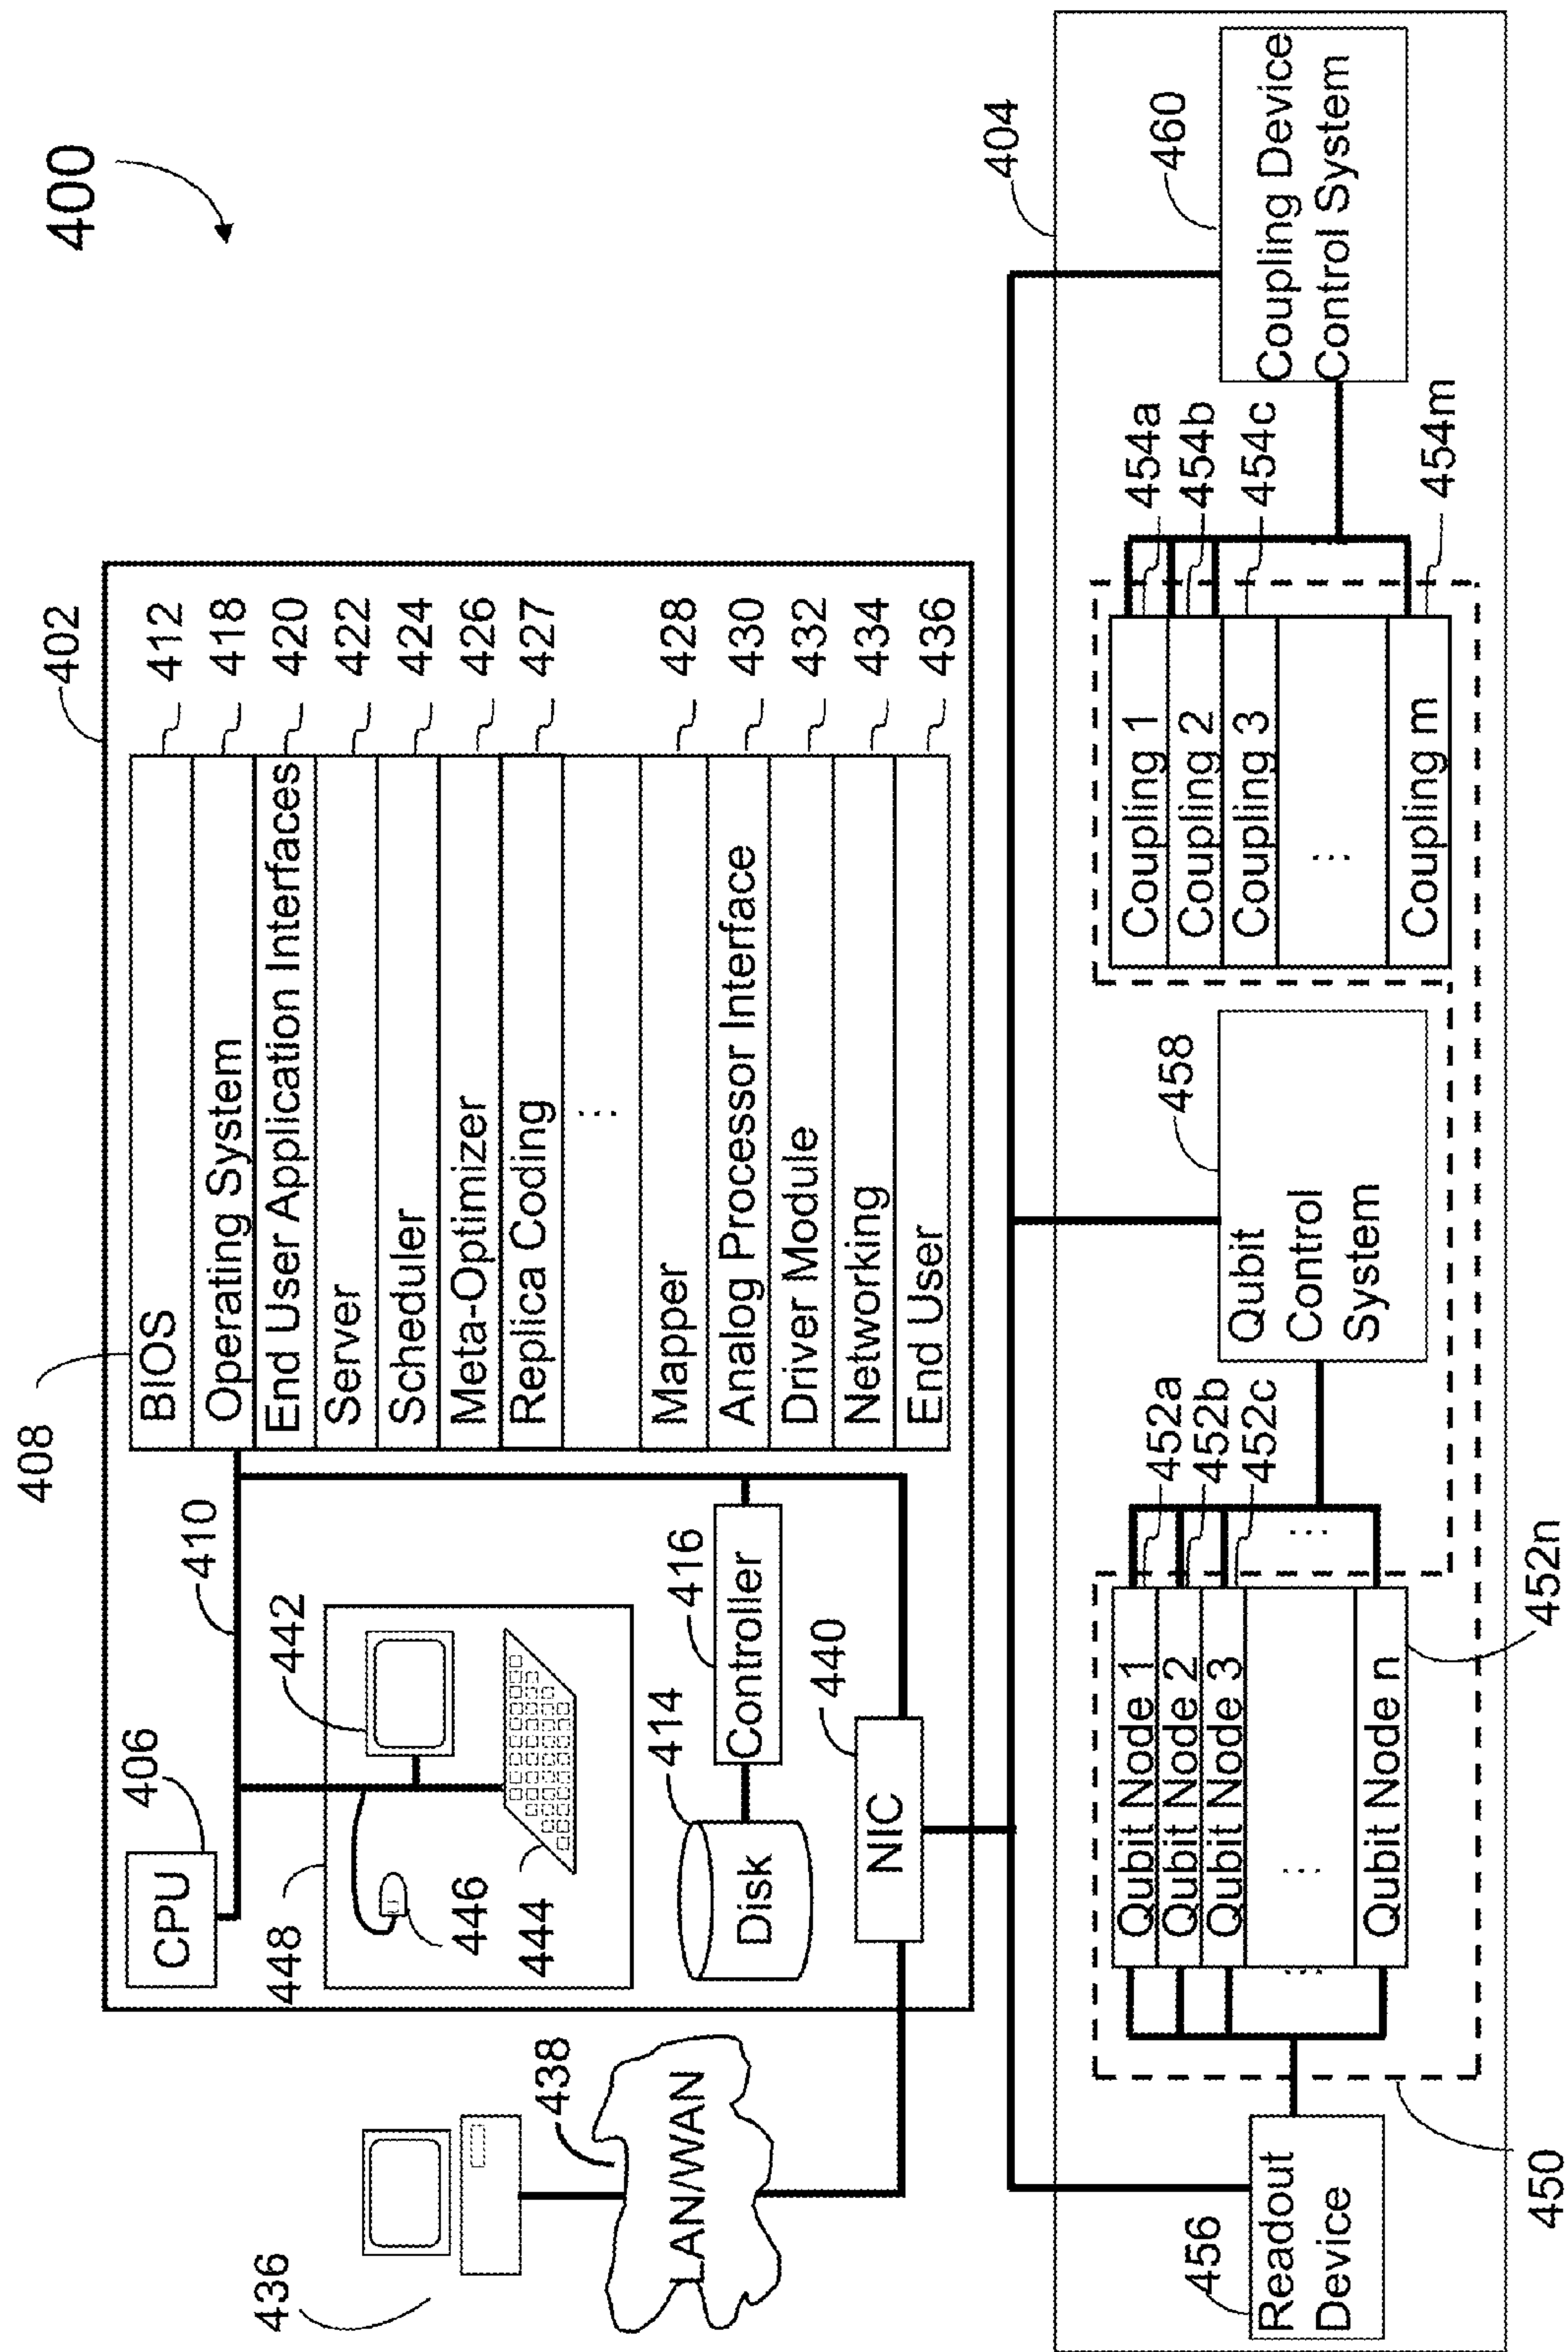 400
402
408
406
CPU
410
448
442
446
444
414
Disk
416
Controller
440
NIC
BIOS
412
Operating System
418
End User Application Interfaces
420
Server
422
Scheduler
424
Meta-Optimizer
426
Replica Coding
427
...
Mapper
428
Analog Processor Interface
430
Driver Module
432
Networking
434
End User
436
436
438
LAN/WAN
404
456
Readout
Device
450
Qubit Node 1
452a
Qubit Node 2
452b
Qubit Node 3
452c
...
...
...
Qubit Node n
452n
458
Qubit
Control
System
Coupling 1
454a
Coupling 2
454b
Coupling 3
454c
...
...
Coupling m
454m
460
Coupling Device
Control System